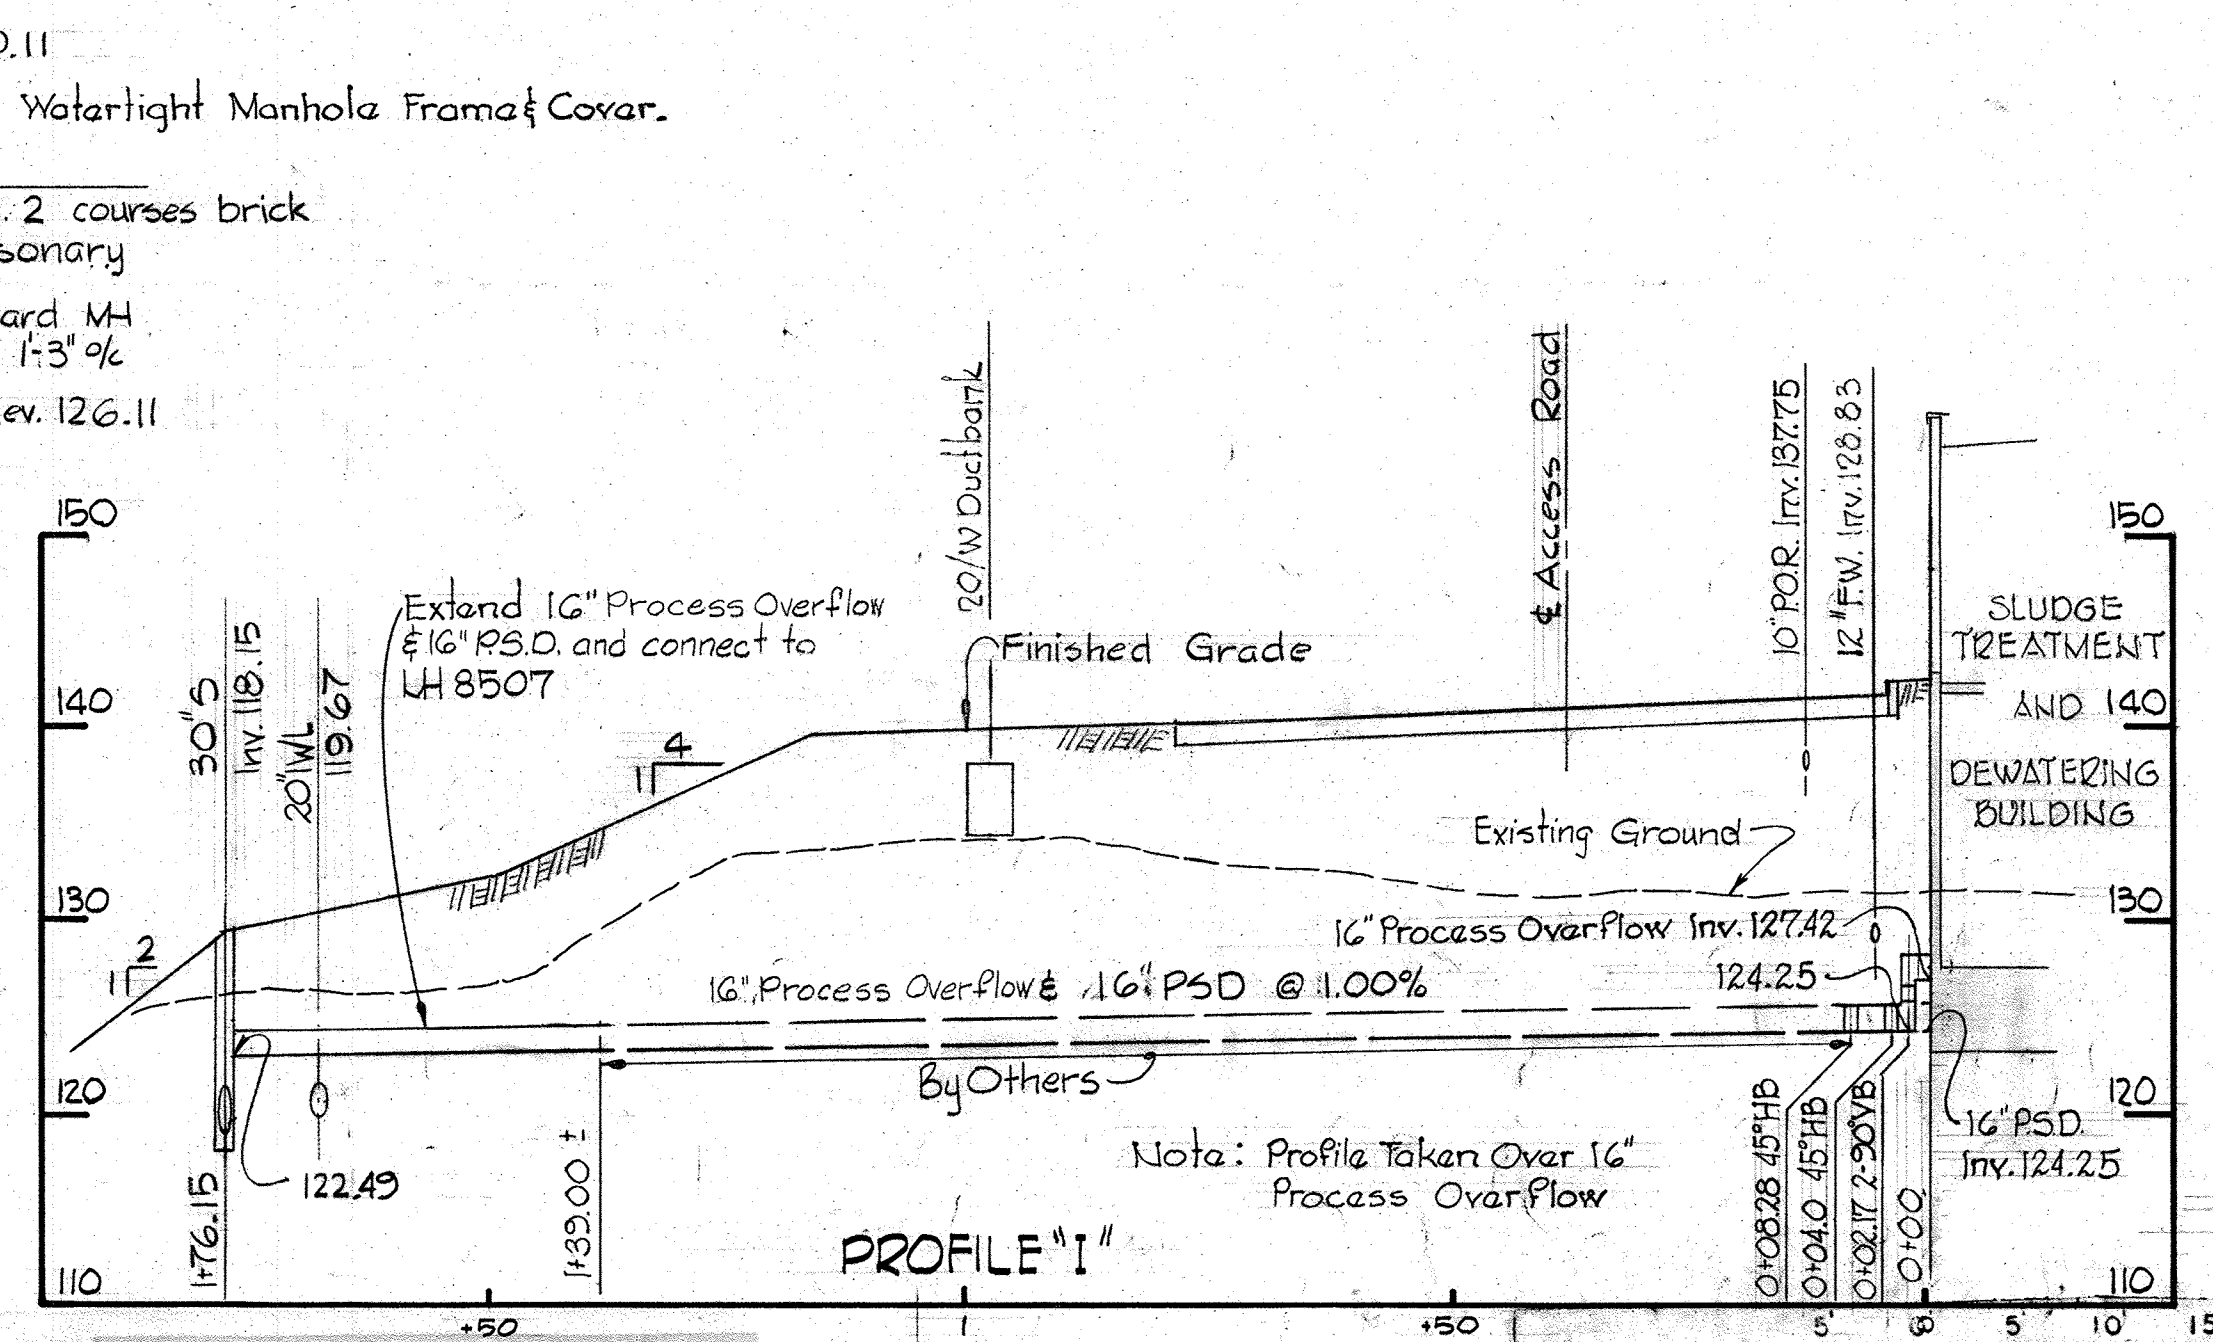 .11
Watertight Manhole Frame & Cover.
. 2 courses brick
sonary
ard MH
1'-3" o/c
ev. 126.11
150
140
130
120
110
30" S
Inv. 118.15
20" IWL
119.67
Extend 16" Process Overflow
& 16" P.S.D. and connect to
LH 8507
20/W Ductbank
Finished Grade
℄ Access Road
10" P.O.R. Inv. 137.75
12" F.W. Inv. 128.83
150
SLUDGE
TREATMENT
AND 140
DEWATERING
BUILDING
130
120
110
4
1
2
1
Existing Ground
16" Process Overflow Inv. 127.42
124.25
16" Process Overflow & 16" PSD @ 1.00%
By Others
122.49
1+76.15
1+39.00 ±
Note: Profile Taken Over 16"
Process Overflow
PROFILE "I"
0+08.28 45°HB
0+04.0 45°HB
0+02.17 2-90°VB
0+00
16" P.S.D.
Inv. 124.25
+50
1
+50
5
0
5
10
15